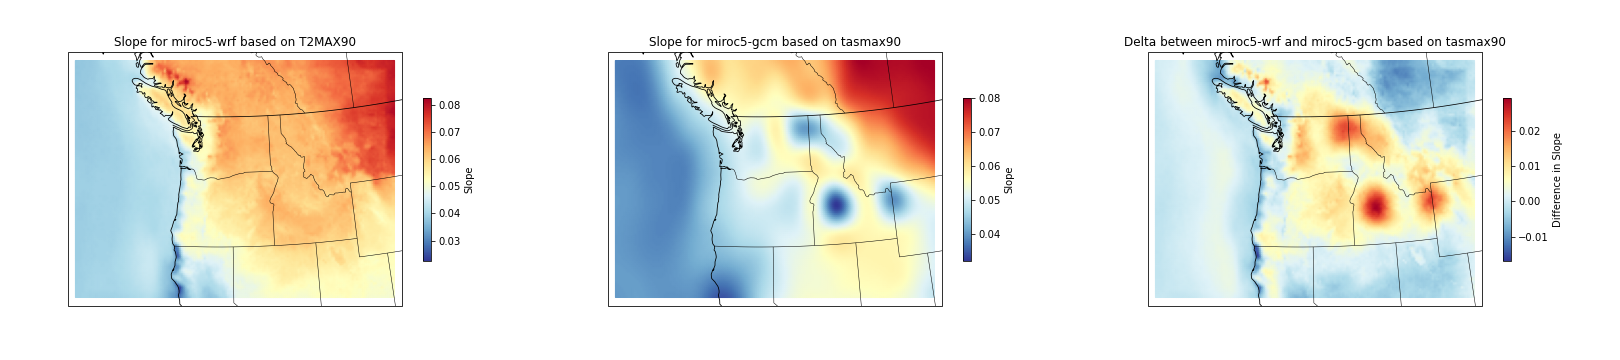 Slope for miroc5-wrf based on T2MAX90
0.08
0.07
0.06
0.05
0.04
0.03
Slope
Slope for miroc5-gcm based on tasmax90
0.08
0.07
0.06
0.05
0.04
Slope
Delta between miroc5-wrf and miroc5-gcm based on tasmax90
0.02
0.01
0.00
−0.01
Difference in Slope